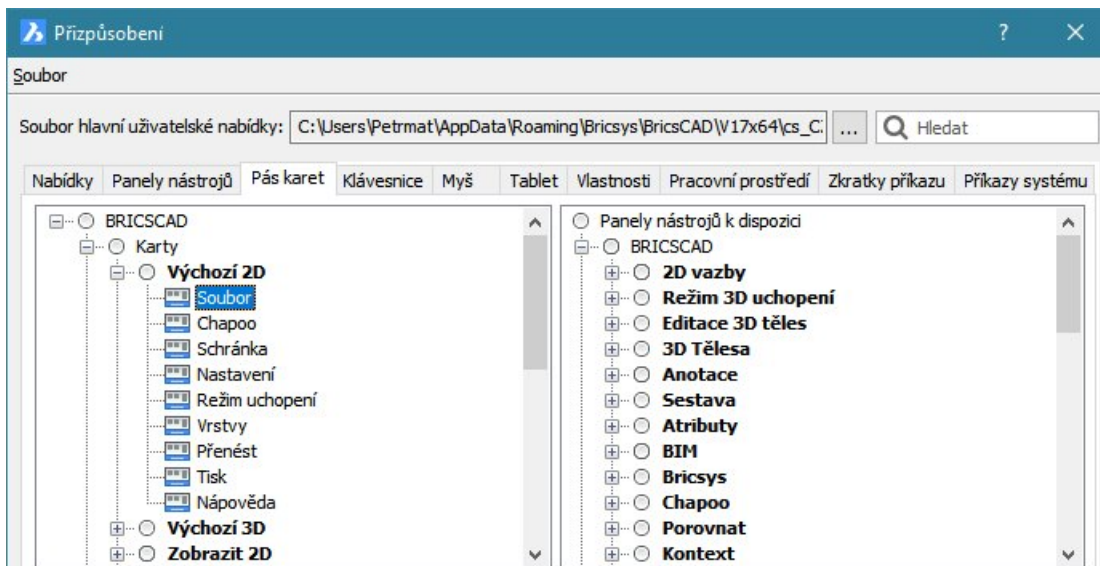 Přizpůsobení
Soubor
Soubor hlavní uživatelské nabídky: C:\Users\Petrmat\AppData\Roaming\Bricsys\BricsCAD\V17x64\cs_C. ... Hledat
Nabídky Panely nástrojů Pás karet Klávesnice Myš Tablet Vlastnosti Pracovní prostředí Zkratky příkazu Příkazy systému
BRICSCAD
Karty
Výchozí 2D
Soubor
Chapoo
Schránka
Nastavení
Režim uchopení
Vrstvy
Přenést
Tisk
Nápověda
Výchozí 3D
Zobrazit 2D
Panely nástrojů k dispozici
BRICSCAD
2D vazby
Režim 3D uchopení
Editace 3D těles
3D Tělesa
Anotace
Sestava
Atributy
BIM
Bricsys
Chapoo
Porovnat
Kontext